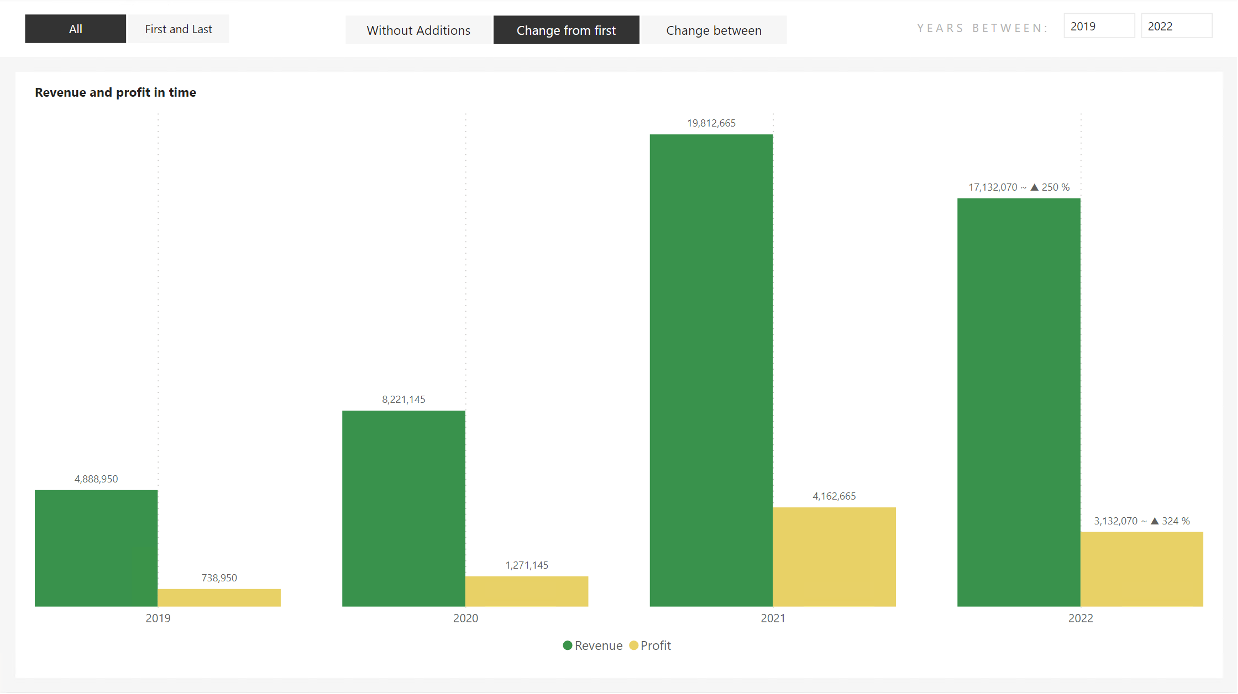 All
First and Last
Without Additions
Change from first
Change between
YEARS BETWEEN:
2019
2022
Revenue and profit in time
19,812,665
17,132,070 ~ ▲ 250 %
8,221,145
4,888,950
4,162,665
3,132,070 ~ ▲ 324 %
1,271,145
738,950
2019
2020
2021
2022
Revenue
Profit